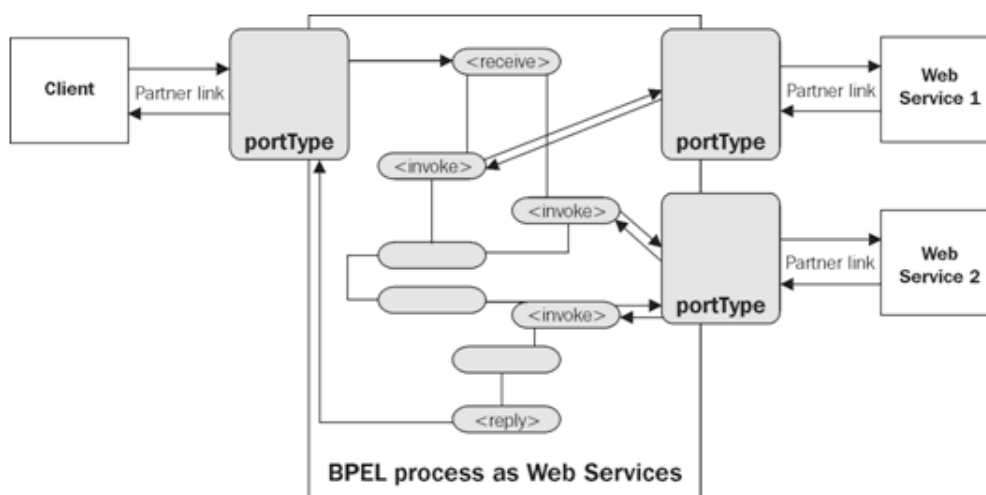 Client
Partner link
portType
<receive>
<invoke>
<invoke>
<invoke>
<reply>
portType
Partner link
Web
Service 1
portType
Partner link
Web
Service 2
BPEL process as Web Services